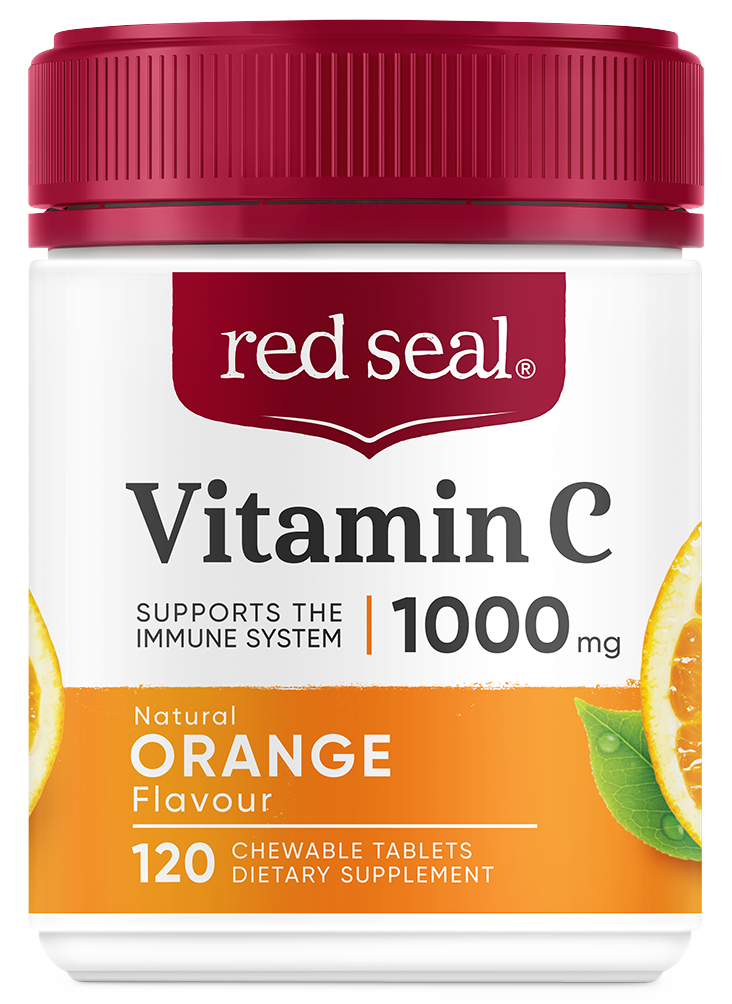 red seal®
Vitamin C
SUPPORTS THE
IMMUNE SYSTEM
1000 mg
Natural
ORANGE
Flavour
120
CHEWABLE TABLETS
DIETARY SUPPLEMENT